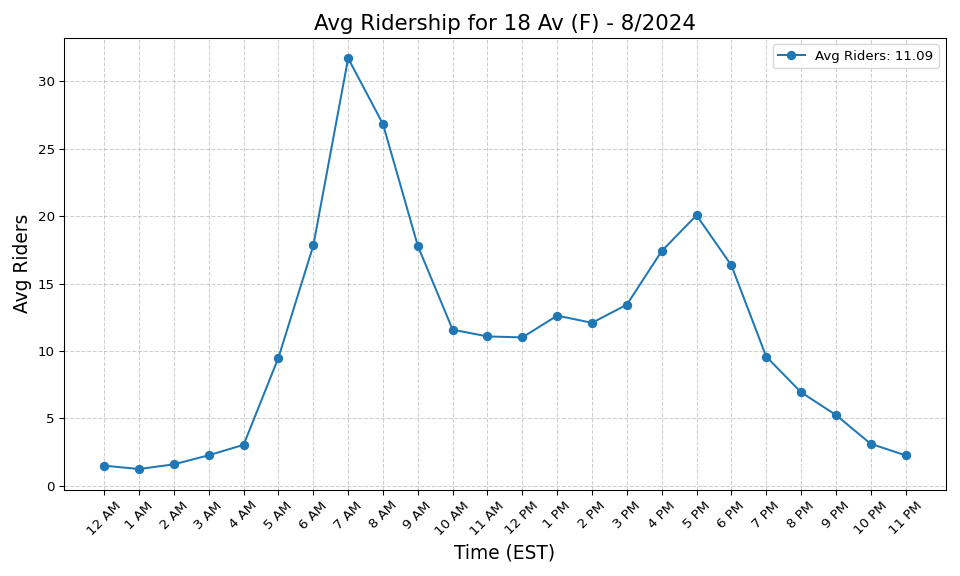 Avg Ridership for 18 Av (F) - 8/2024
Avg Riders: 11.09
Avg Riders
30
25
20
15
10
5
0
12 AM
1 AM
2 AM
3 AM
4 AM
5 AM
6 AM
7 AM
8 AM
9 AM
10 AM
11 AM
12 PM
1 PM
2 PM
3 PM
4 PM
5 PM
6 PM
7 PM
8 PM
9 PM
10 PM
11 PM
Time (EST)